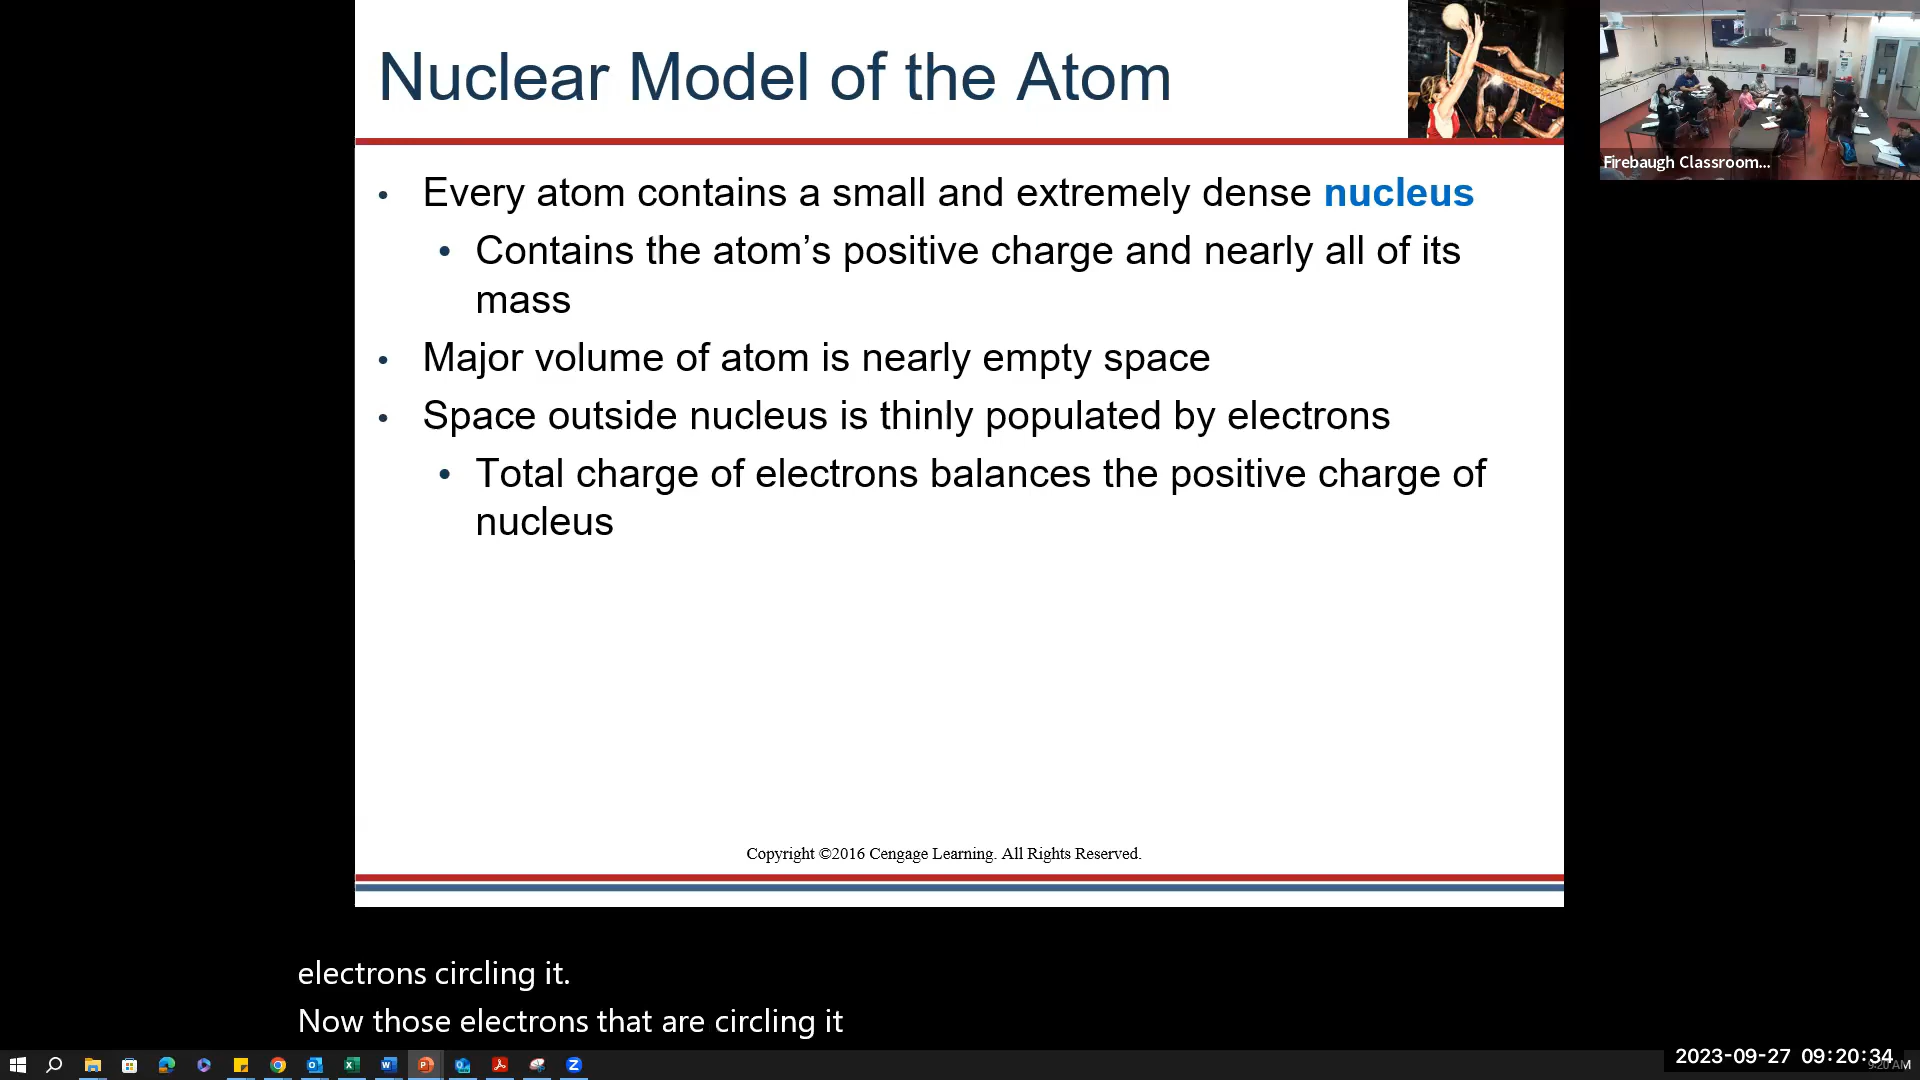 Nuclear Model of the Atom
Firebaugh Classroom...
• Every atom contains a small and extremely dense nucleus
• Contains the atom’s positive charge and nearly all of its
mass
• Major volume of atom is nearly empty space
• Space outside nucleus is thinly populated by electrons
• Total charge of electrons balances the positive charge of
nucleus
Copyright ©2016 Cengage Learning. All Rights Reserved.
electrons circling it.
Now those electrons that are circling it
2023-09-27 09:20:34
9:20 AM